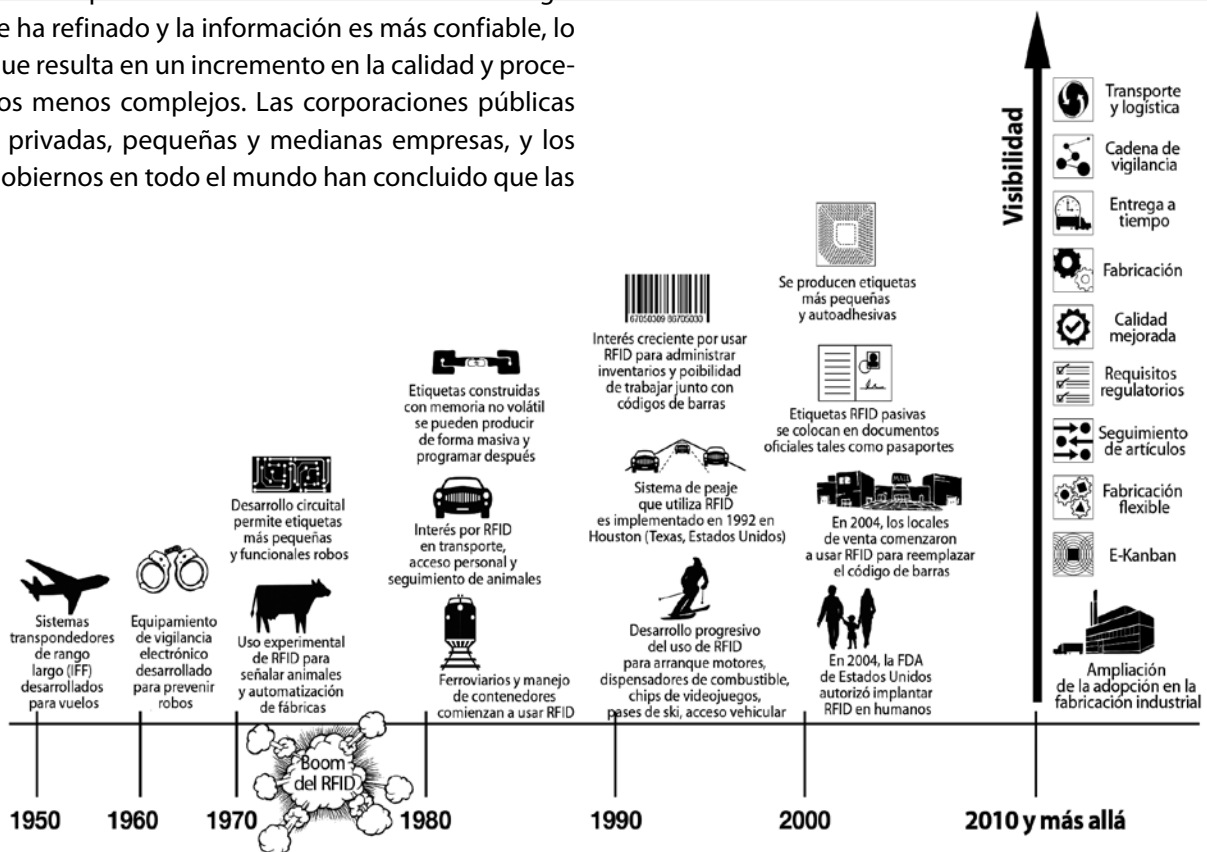 e ha refinado y la información es más confiable, lo
ue resulta en un incremento en la calidad y proce-
os menos complejos. Las corporaciones públicas
privadas, pequeñas y medianas empresas, y los
obiernos en todo el mundo han concluido que las
Visibilidad
Transporte
y logística
Cadena de
vigilancia
Entrega a
tiempo
Fabricación
Calidad
mejorada
Requisitos
regulatorios
Seguimiento
de artículos
Fabricación
flexible
E-Kanban
Ampliación
de la adopción en la
fabricación industrial
Se producen etiquetas
más pequeñas
y autoadhesivas
Etiquetas RFID pasivas
se colocan en documentos
oficiales tales como pasaportes
En 2004, los locales
de venta comenzaron
a usar RFID para reemplazar
el código de barras
En 2004, la FDA
de Estados Unidos
autorizó implantar
RFID en humanos
67050309 86705030
Interés creciente por usar
RFID para administrar
inventarios y poibilidad
de trabajar junto con
códigos de barras
Sistema de peaje
que utiliza RFID
es implementado en 1992 en
Houston (Texas, Estados Unidos)
Desarrollo progresivo
del uso de RFID
para arranque motores,
dispensadores de combustible,
chips de videojuegos,
pases de ski, acceso vehicular
Etiquetas construidas
con memoria no volátil
se pueden producir
de forma masiva y
programar después
Interés por RFID
en transporte,
acceso personal y
seguimiento de animales
Ferroviarios y manejo
de contenedores
comienzan a usar RFID
Desarrollo circuital
permite etiquetas
más pequeñas
y funcionales robos
Uso experimental
de RFID para
señalar animales
y automatización
de fábricas
Equipamiento
de vigilancia
electrónico
desarrollado
para prevenir
robos
Sistemas
transpondedores
de rango
largo (IFF)
desarrollados
para vuelos
Boom
del RFID
1950
1960
1970
1980
1990
2000
2010 y más allá